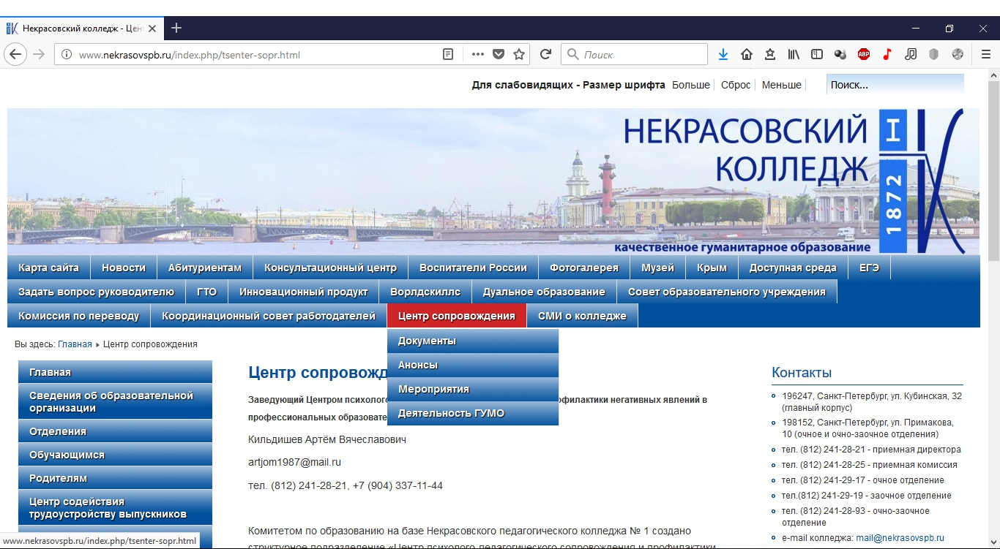 Некрасовский колледж - Цен
www.nekrasovspb.ru/index.php/tsenter-sopr.html
Поиск
ABP
Для слабовидящих - Размер шрифта Больше Сброс Меньше
Поиск...
НЕКРАСОВСКИЙ
КОЛЛЕДЖ
I
1872
качественное гуманитарное образование
Карта сайта Новости Абитуриентам Консультационный центр Воспитатели России Фотогалерея Музей Крым Доступная среда ЕГЭ
Задать вопрос руководителю ГТО Инновационный продукт Ворлдскиллс Дуальное образование Совет образовательного учреждения
Комиссия по переводу Координационный совет работодателей Центр сопровождения СМИ о колледже
Документы
Анонсы
Мероприятия
Деятельность ГУМО
Вы здесь: Главная Центр сопровождения
Главная
Сведения об образовательной
организации
Отделения
Обучающимся
Родителям
Центр содействия
трудоустройству выпускников
Центр сопровожд
Заведующий Центром психолог офилактики негативных явлений в
профессиональных образовате
Кильдишев Артём Вячеславович
artjom1987@mail.ru
тел. (812) 241-28-21, +7 (904) 337-11-44
Комитетом по образованию на базе Некрасовского педагогического колледжа № 1 создано
структурное подразделение «Центр психолого-педагогического сопровождения и профилактики
Контакты
196247, Санкт-Петербург, ул. Кубинская, 32
(главный корпус)
198152, Санкт-Петербург, ул. Примакова,
10 (очное и очно-заочное отделения)
тел. (812) 241-28-21 - приемная директора
тел. (812) 241-28-25 - приемная комиссия
тел. (812) 241-29-17 - очное отделение
тел.(812) 241-29-19 - заочное отделение
тел. (812) 241-28-93 - очно-заочное
отделение
e-mail колледжа: mail@nekrasovspb.ru
www.nekrasovspb.ru/index.php/tsenter-sopr.html